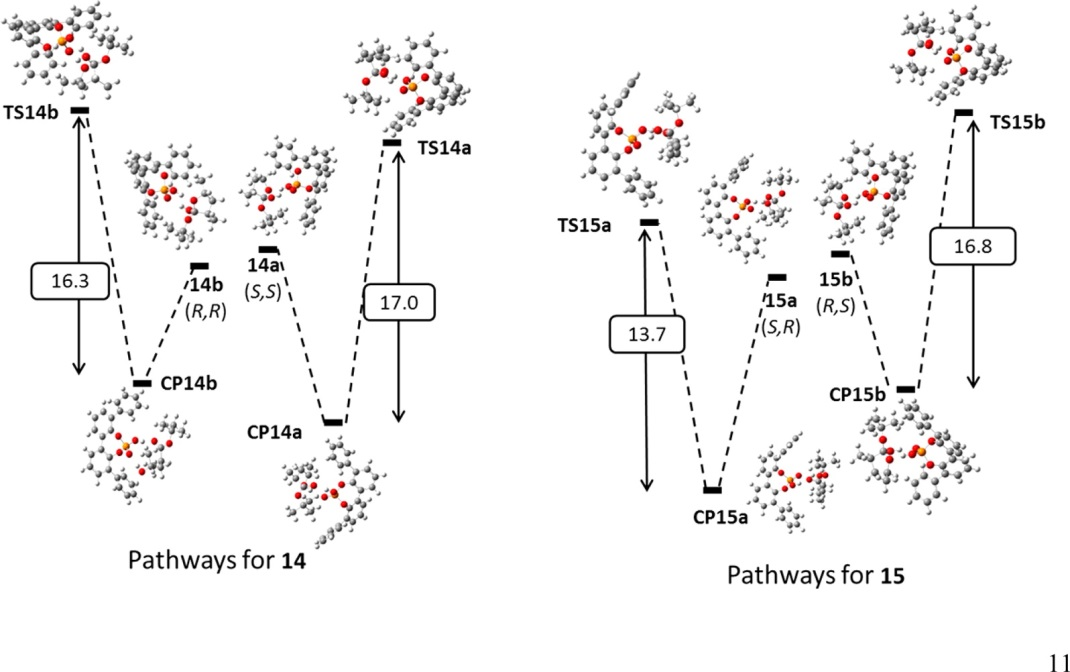 TS14b
16.3
14b
(R,R)
14a
(S,S)
TS14a
17.0
CP14b
CP14a
Pathways for 14
TS15a
13.7
15a
(S,R)
15b
(R,S)
TS15b
16.8
CP15b
CP15a
Pathways for 15
11